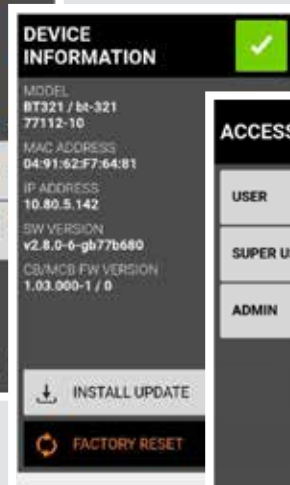 DEVICE
INFORMATION
MODEL
BT321 / bt-321
77112-10
MAC ADDRESS
04:91:62:F7:64:81
IP ADDRESS
10.80.5.142
SW VERSION
v2.8.0-6-gb77b680
CB/MCB FW VERSION
1.03.000-1 / 0
INSTALL UPDATE
FACTORY RESET
ACCESS
USER
SUPER U
ADMIN